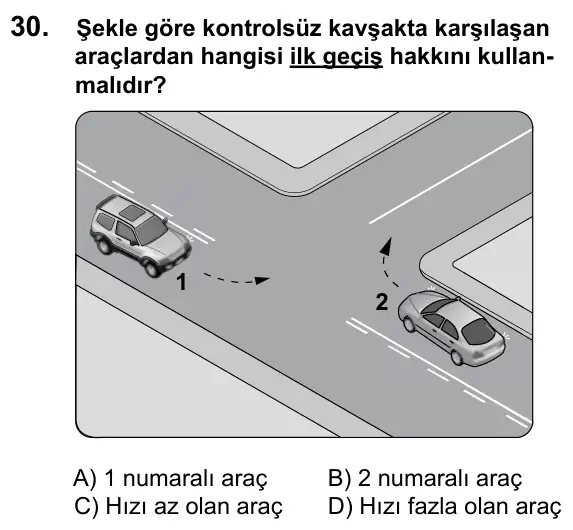 30. Şekle göre kontrolsüz kavşakta karşılaşan
araçlardan hangisi ilk geçiş hakkını kullan-
malıdır?
1
2
A) 1 numaralı araç B) 2 numaralı araç
C) Hızı az olan araç D) Hızı fazla olan araç